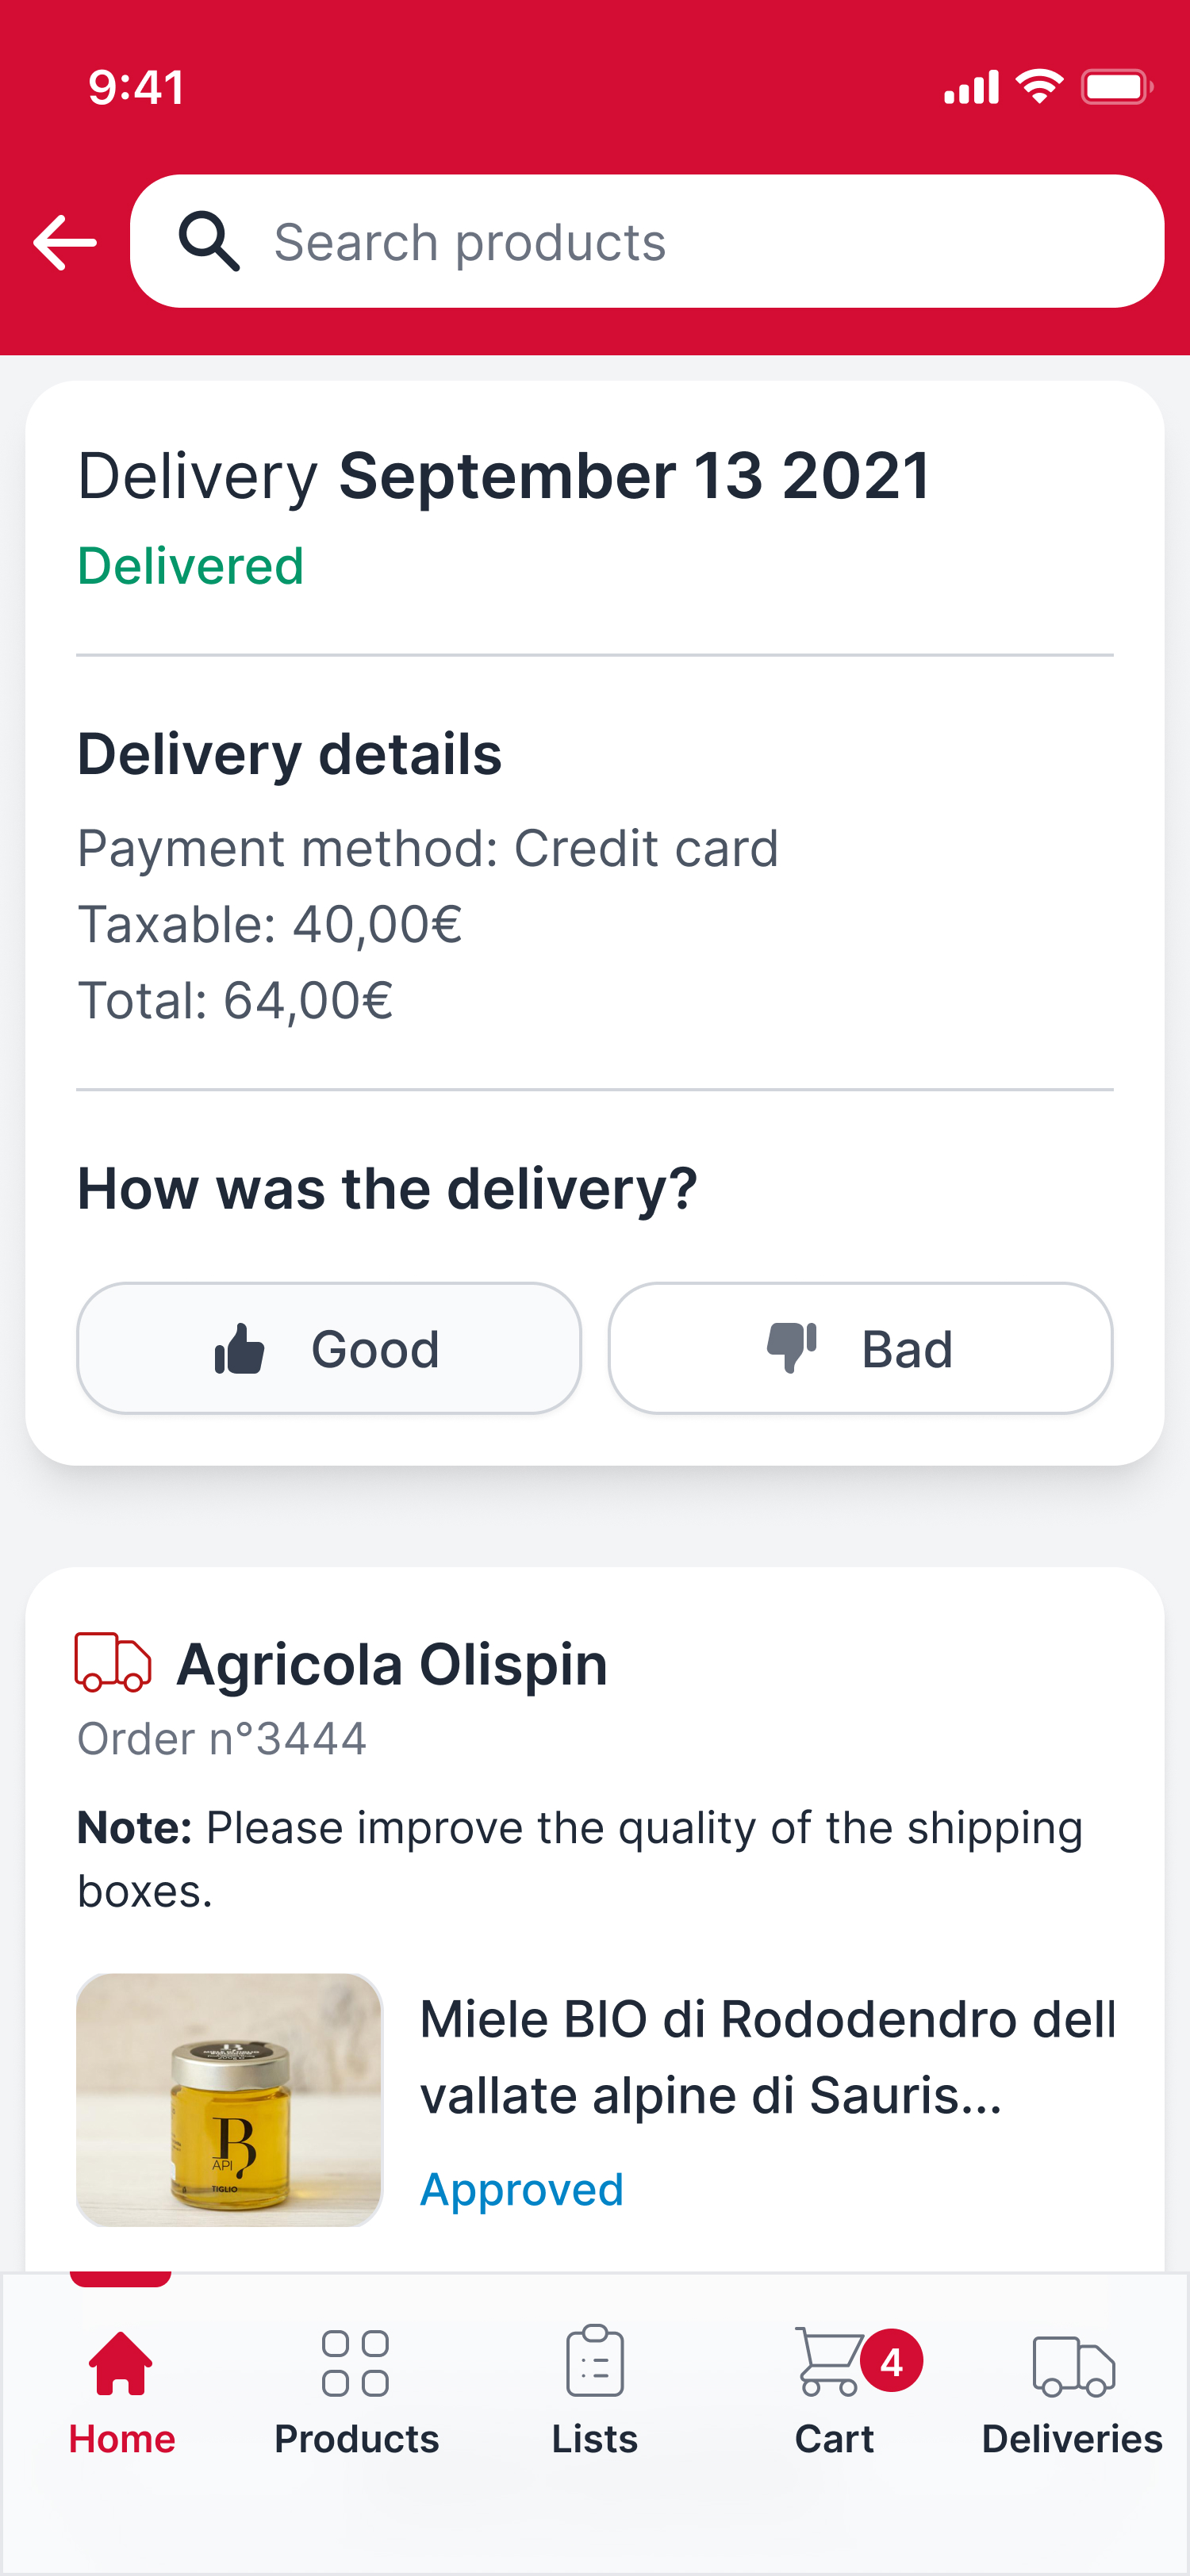 9:41
Search products
Delivery September 13 2021
Delivered
Delivery details
Payment method: Credit card
Taxable: 40,00€
Total: 64,00€
How was the delivery?
Good
Bad
Agricola Olispin
Order n°3444
Note: Please improve the quality of the shipping
boxes.
Miele BIO di Rododendro dell
vallate alpine di Sauris...
B
API
TIGLIO
Approved
4
Home
Products
Lists
Cart
Deliveries